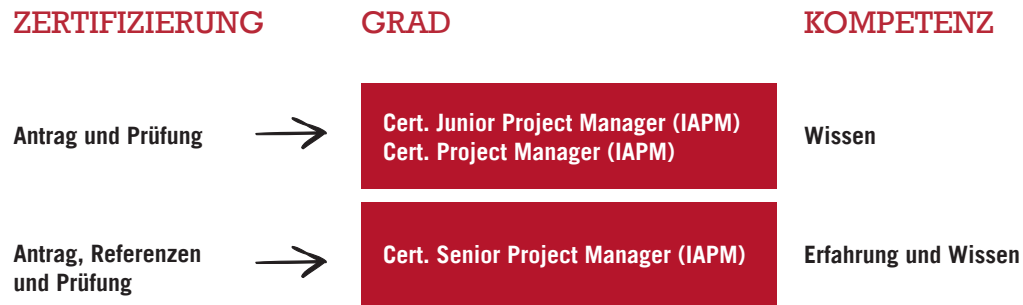 ZERTIFIZIERUNG
GRAD
KOMPETENZ
Antrag und Prüfung
Cert. Junior Project Manager (IAPM)
Cert. Project Manager (IAPM)
Wissen
Antrag, Referenzen
und Prüfung
Cert. Senior Project Manager (IAPM)
Erfahrung und Wissen